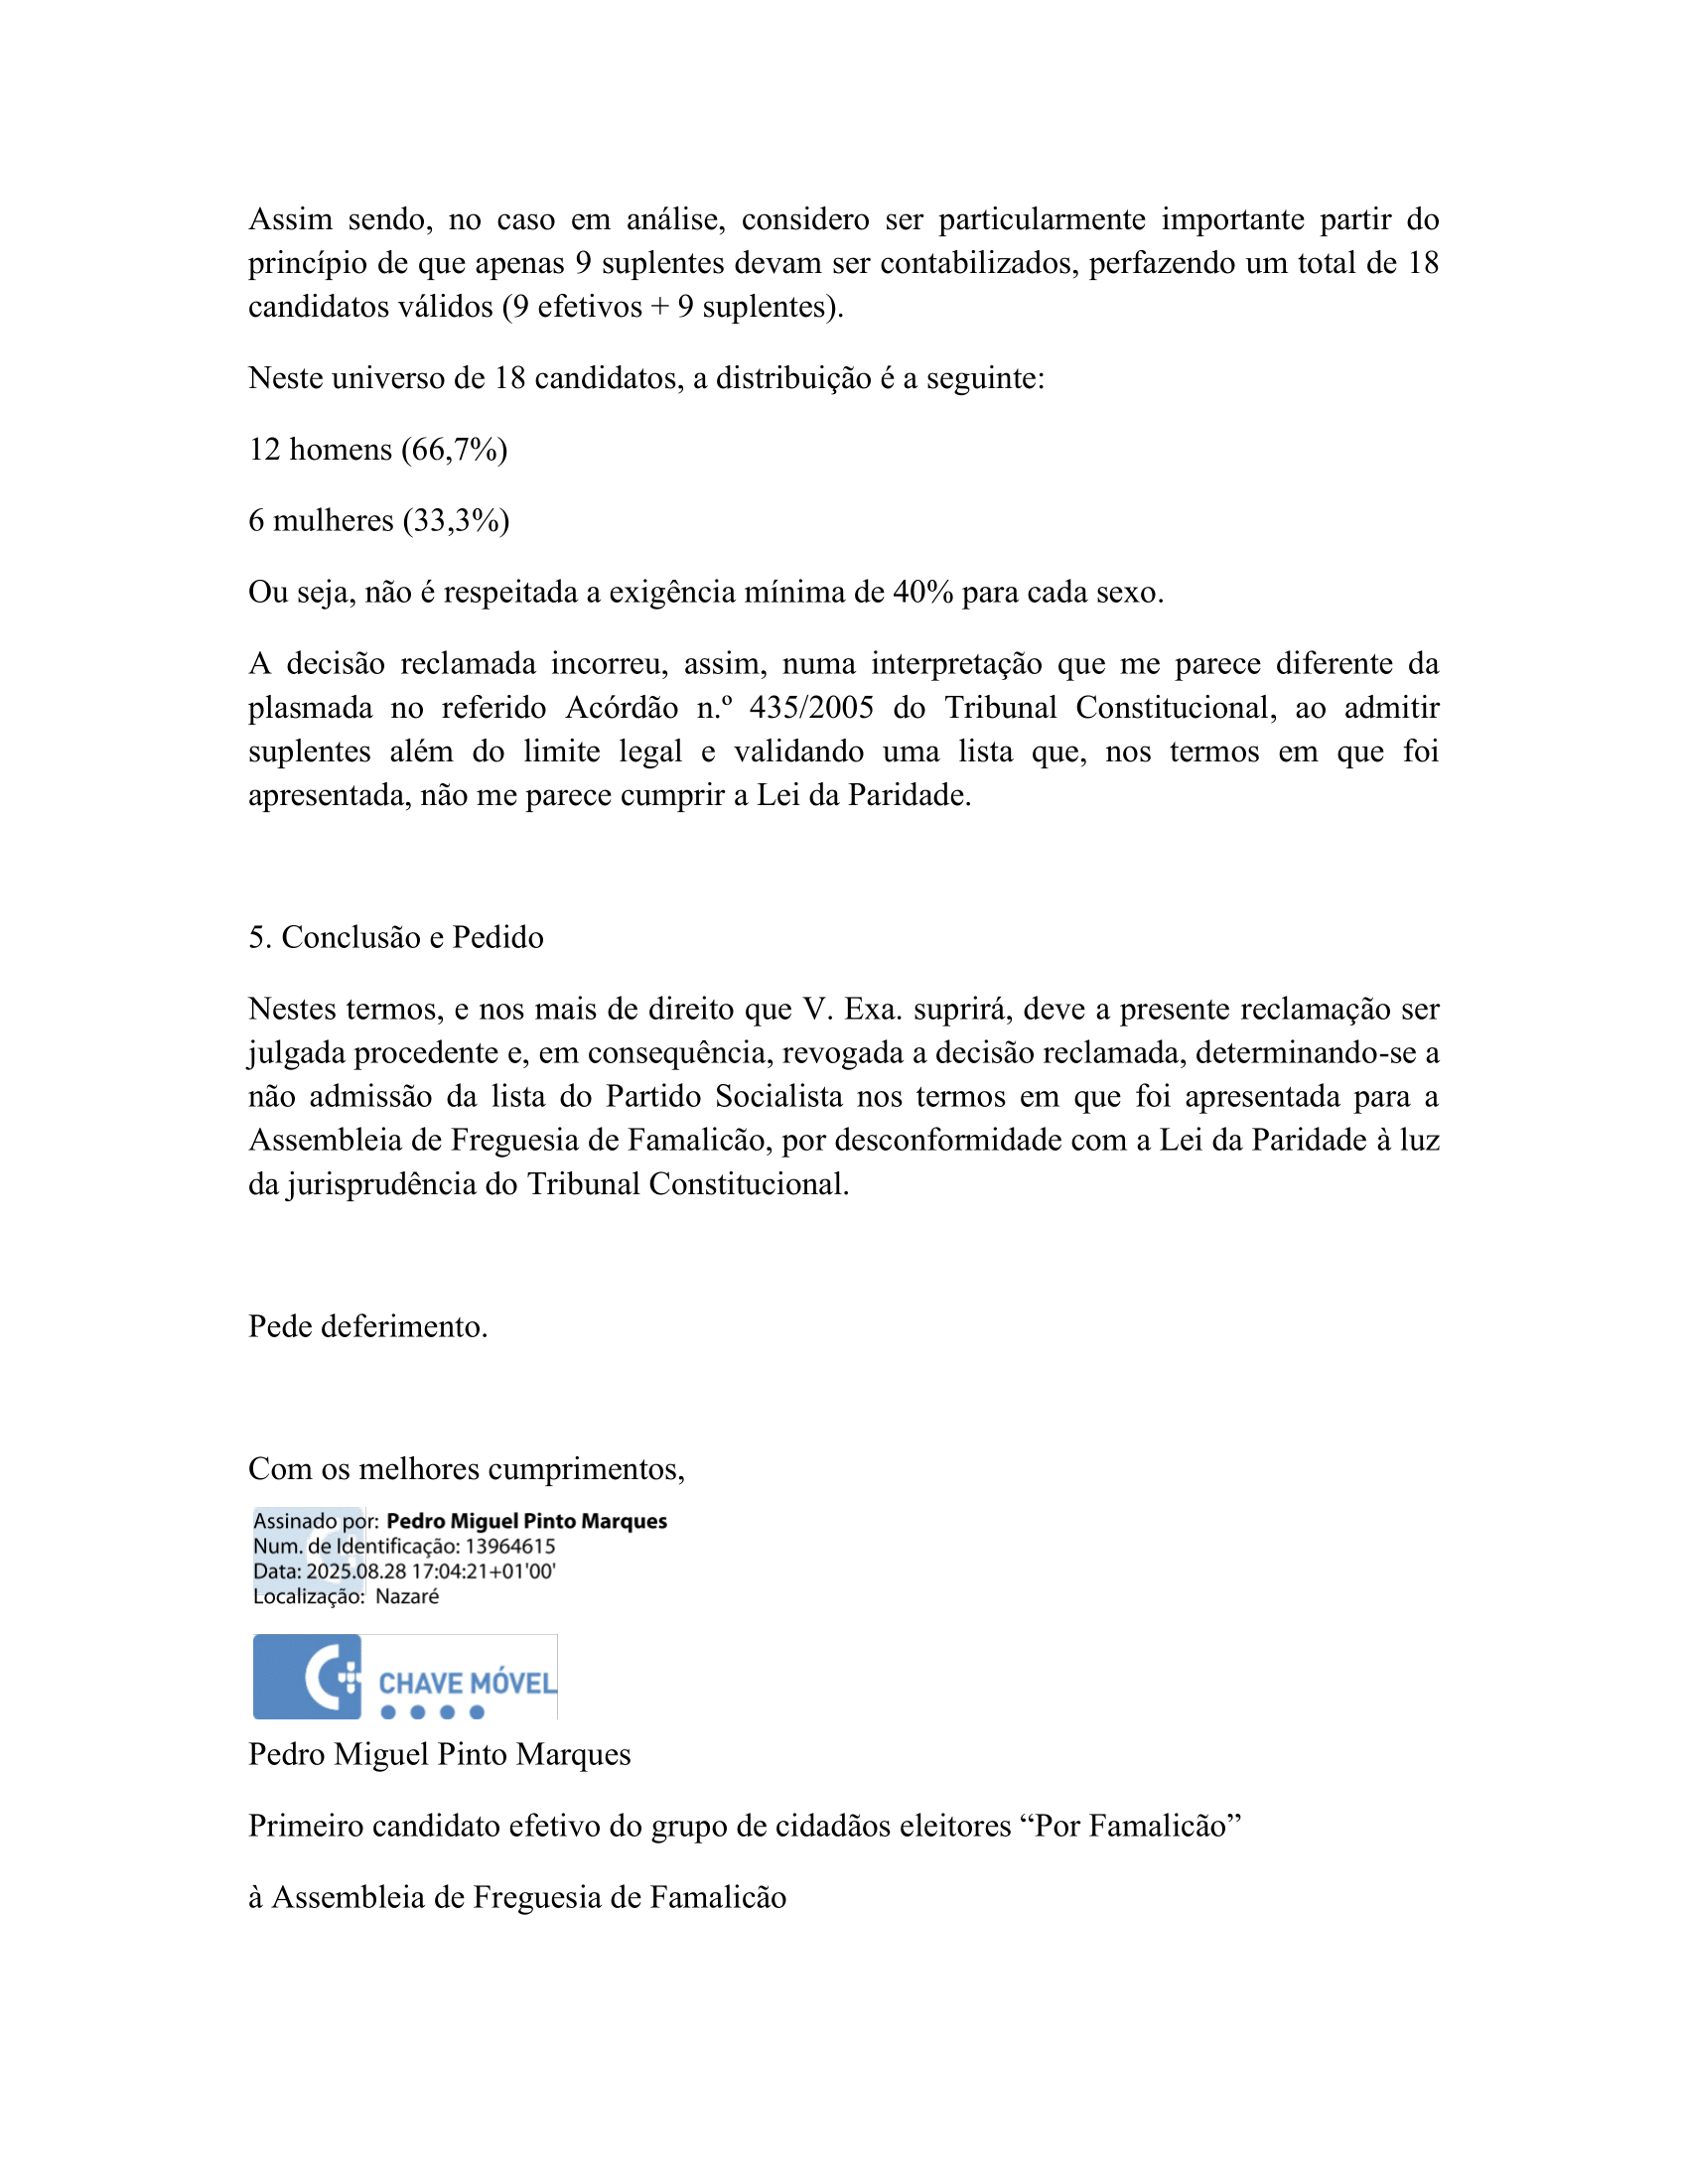 Assim sendo, no caso em análise, considero ser particularmente importante partir do
princípio de que apenas 9 suplentes devam ser contabilizados, perfazendo um total de 18
candidatos válidos (9 efetivos + 9 suplentes).
Neste universo de 18 candidatos, a distribuição é a seguinte:
12 homens (66,7%)
6 mulheres (33,3%)
Ou seja, não é respeitada a exigência mínima de 40% para cada sexo.
A decisão reclamada incorreu, assim, numa interpretação que me parece diferente da
plasmada no referido Acórdão n.º 435/2005 do Tribunal Constitucional, ao admitir
suplentes além do limite legal e validando uma lista que, nos termos em que foi
apresentada, não me parece cumprir a Lei da Paridade.
5. Conclusão e Pedido
Nestes termos, e nos mais de direito que V. Exa. suprirá, deve a presente reclamação ser
julgada procedente e, em consequência, revogada a decisão reclamada, determinando-se a
não admissão da lista do Partido Socialista nos termos em que foi apresentada para a
Assembleia de Freguesia de Famalicão, por desconformidade com a Lei da Paridade à luz
da jurisprudência do Tribunal Constitucional.
Pede deferimento.
Com os melhores cumprimentos,
Assinado por: Pedro Miguel Pinto Marques
Num. de Identificação: 13964615
Data: 2025.08.28 17:04:21+01'00'
Localização: Nazaré
CHAVE MÓVEL
Pedro Miguel Pinto Marques
Primeiro candidato efetivo do grupo de cidadãos eleitores “Por Famalicão”
à Assembleia de Freguesia de Famalicão